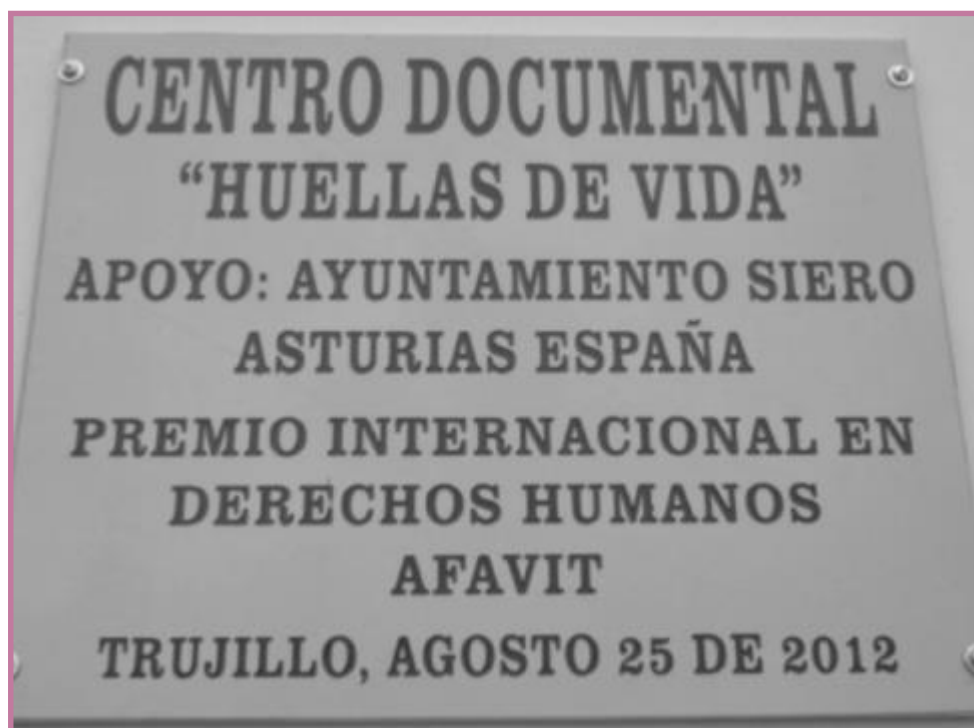 CENTRO DOCUMENTAL
“HUELLAS DE VIDA”
APOYO: AYUNTAMIENTO SIERO
ASTURIAS ESPAÑA
PREMIO INTERNACIONAL EN
DERECHOS HUMANOS
AFAVIT
TRUJILLO, AGOSTO 25 DE 2012